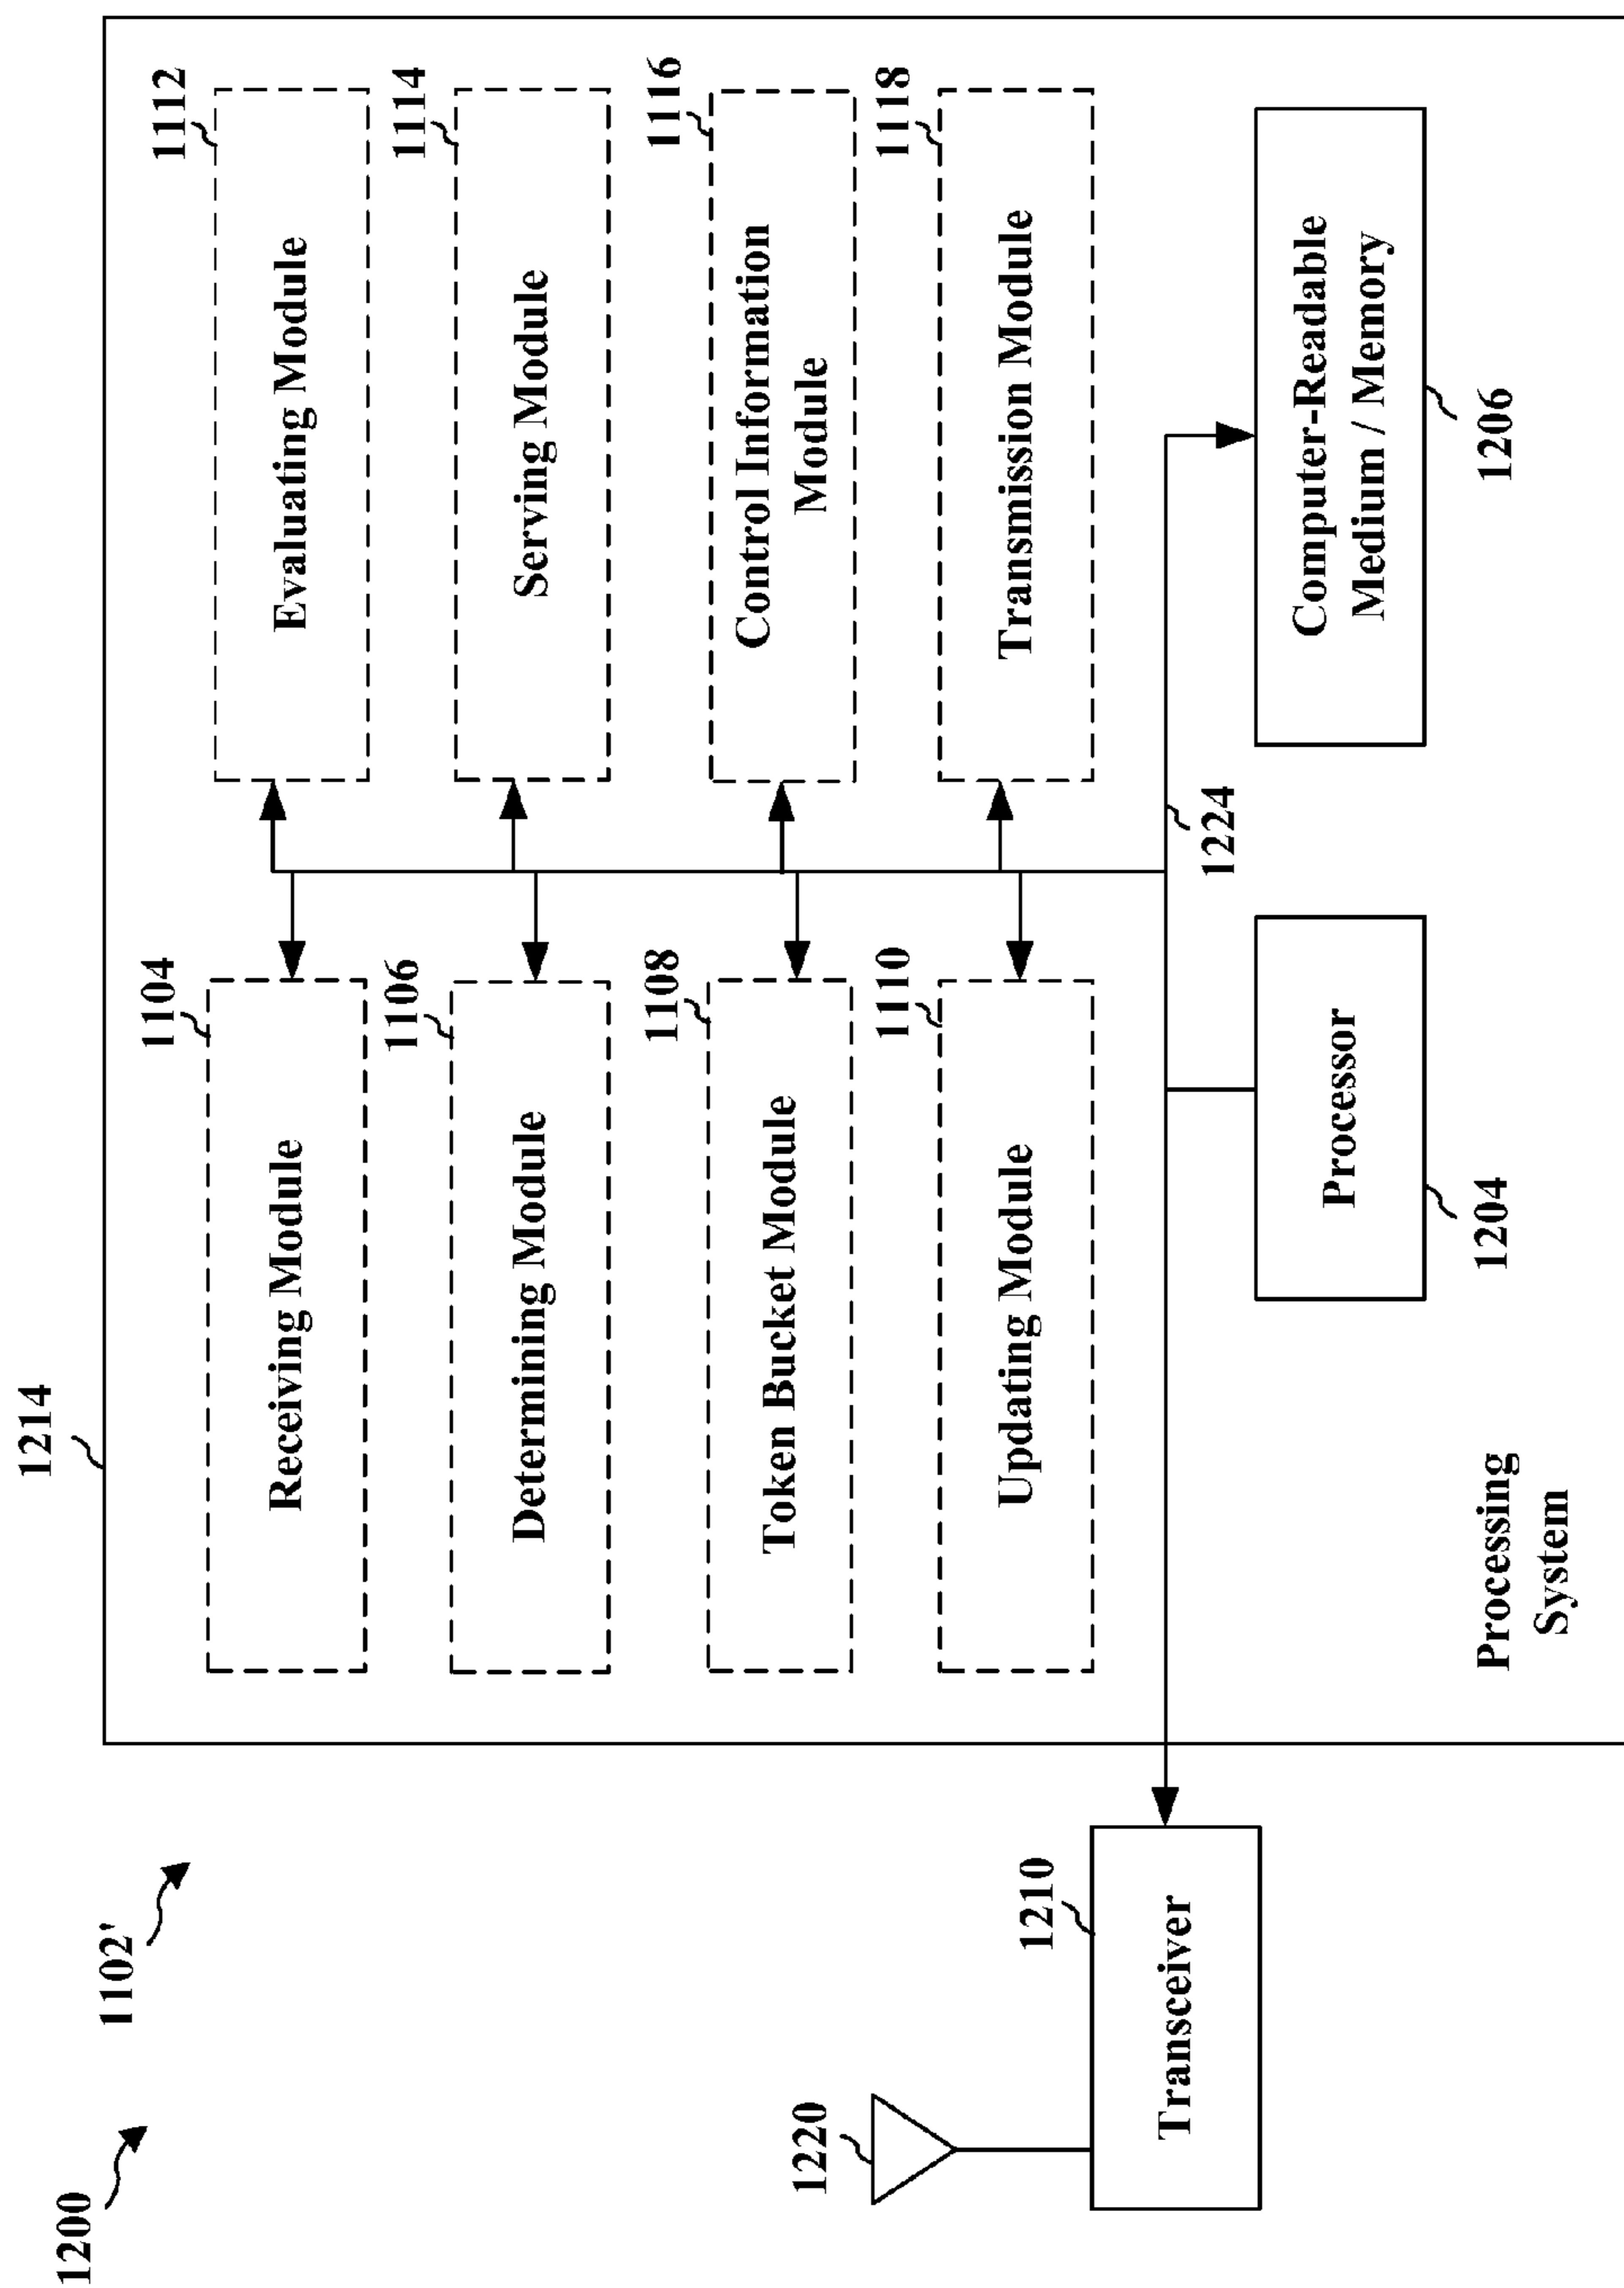 1200
1102'
1214
1104
Receiving Module
1112
Evaluating Module
1106
Determining Module
1114
Serving Module
1108
Token Bucket Module
1116
Control Information
Module
1110
Updating Module
1118
Transmission Module
1220
1210
Transceiver
1224
Processor
1204
Computer-Readable
Medium / Memory
1206
Processing
System